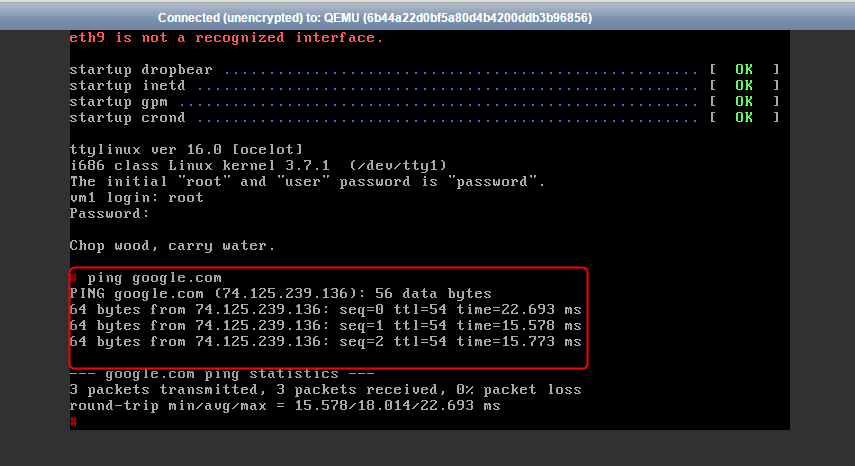 Connected (unencrypted) to: QEMU (6b44a22d0bf5a80d4b4200ddb3b96856)
eth9 is not a recognized interface.
startup dropbear ..................................................... [  OK  ]
startup inetd ........................................................ [  OK  ]
startup gpm .......................................................... [  OK  ]
startup crond ........................................................ [  OK  ]
ttylinux ver 16.0 [ocelot]
i686 class Linux kernel 3.7.1  (/dev/tty1)
The initial "root" and "user" password is "password".
vm1 login: root
Password:
Chop wood, carry water.
# ping google.com
PING google.com (74.125.239.136): 56 data bytes
64 bytes from 74.125.239.136: seq=0 ttl=54 time=22.693 ms
64 bytes from 74.125.239.136: seq=1 ttl=54 time=15.578 ms
64 bytes from 74.125.239.136: seq=2 ttl=54 time=15.773 ms
--- google.com ping statistics ---
3 packets transmitted, 3 packets received, 0% packet loss
round-trip min/avg/max = 15.578/18.014/22.693 ms
#